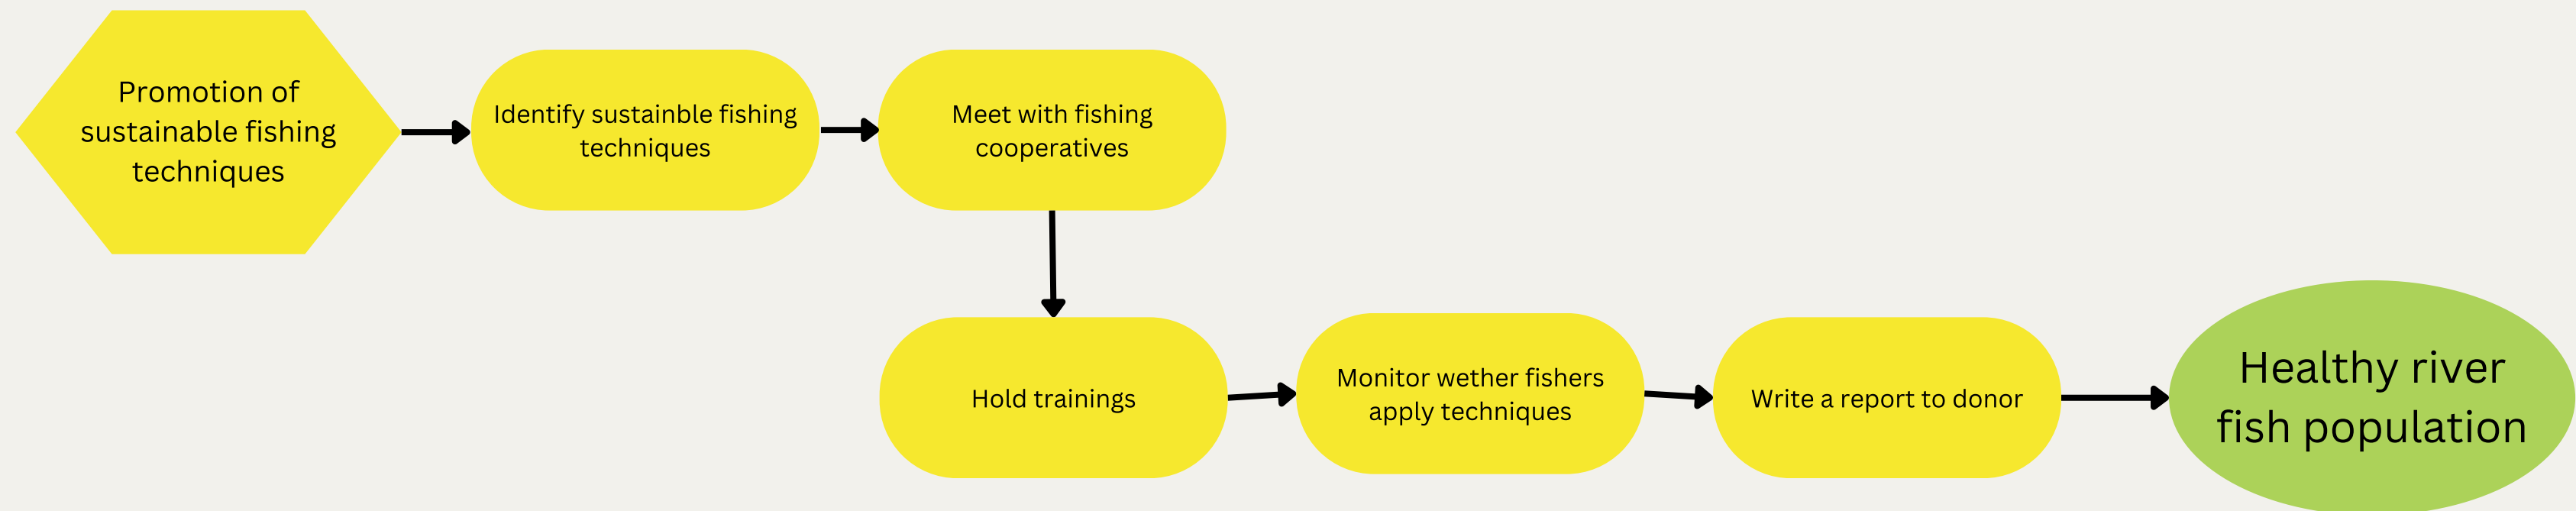 Promotion of
sustainable fishing
techniques
Identify sustainble fishing
techniques
Meet with fishing
cooperatives
Hold trainings
Monitor wether fishers
apply techniques
Write a report to donor
Healthy river
fish population